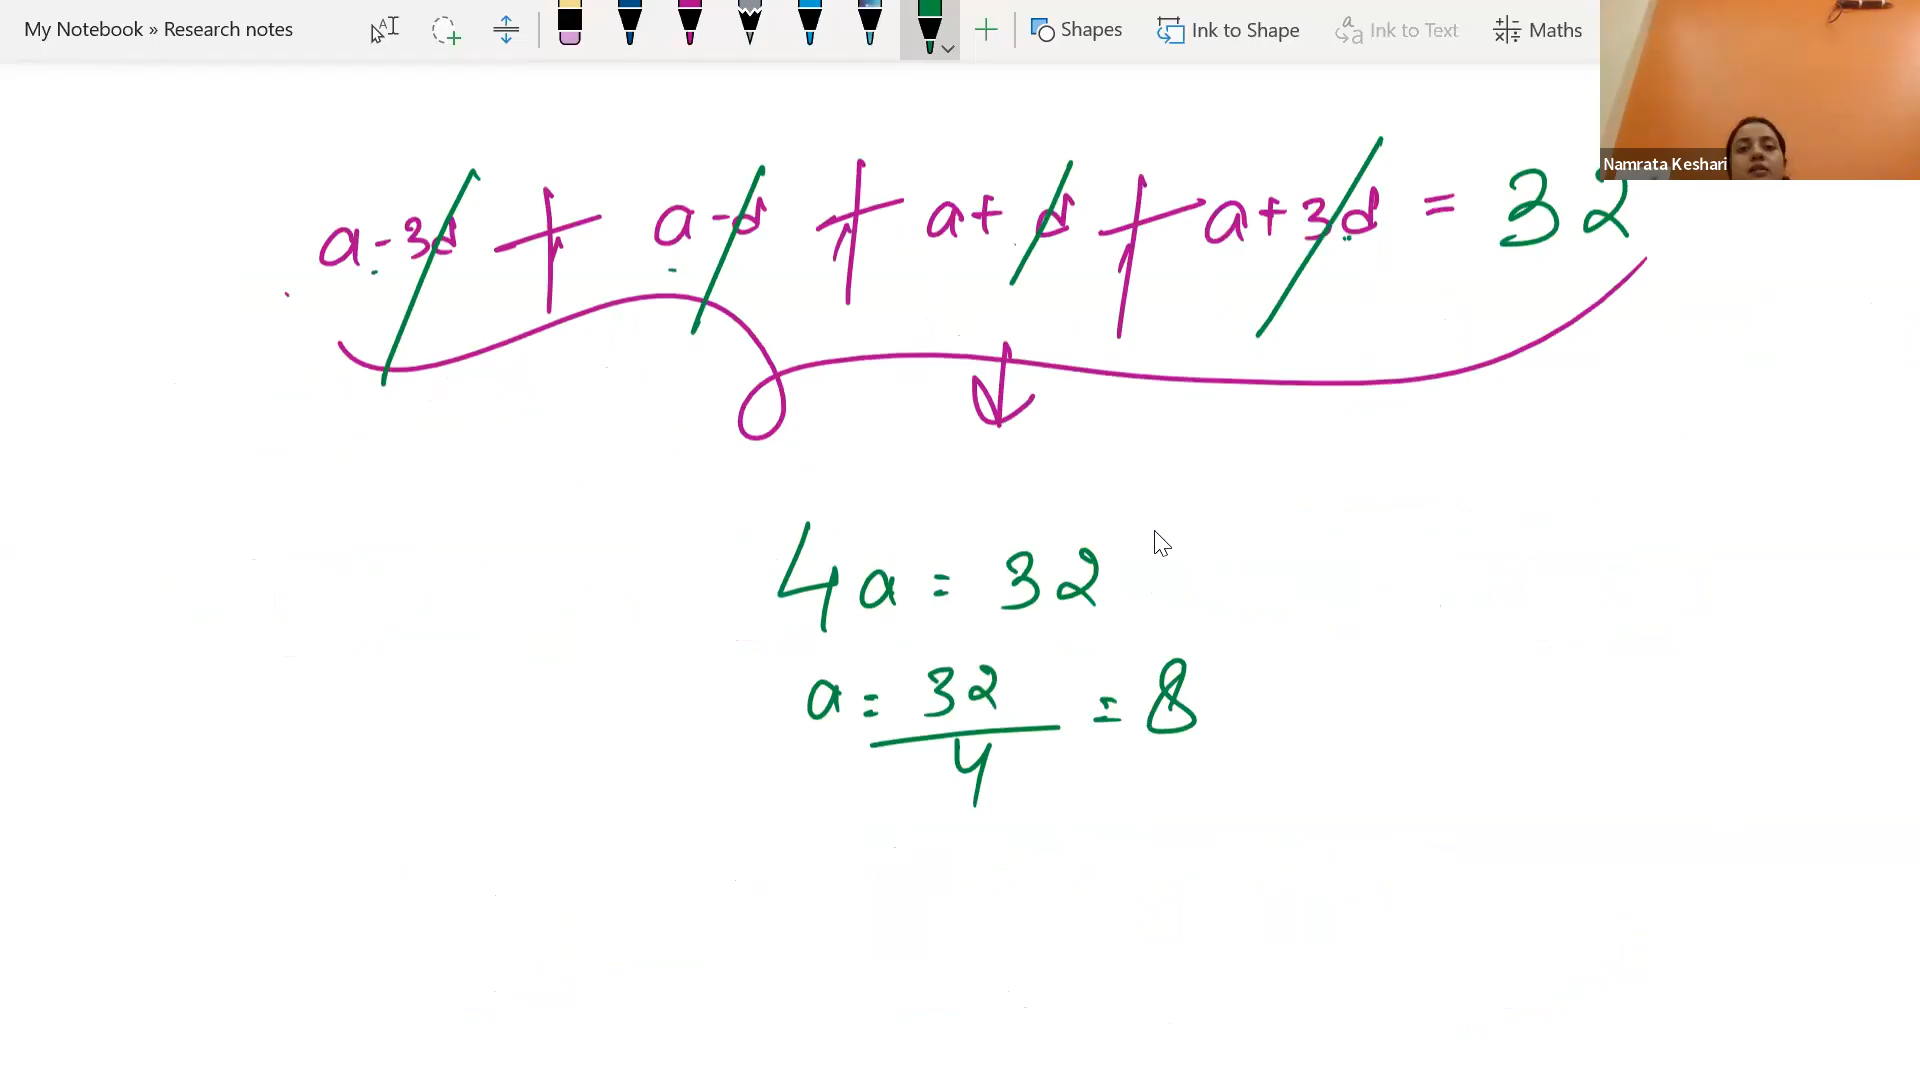 My Notebook » Research notes
Shapes
Ink to Shape
Ink to Text
Maths
Namrata Keshari
a - 3d + a - d + a + d + a + 3d = 32
4a = 32
a = 32/4 = 8